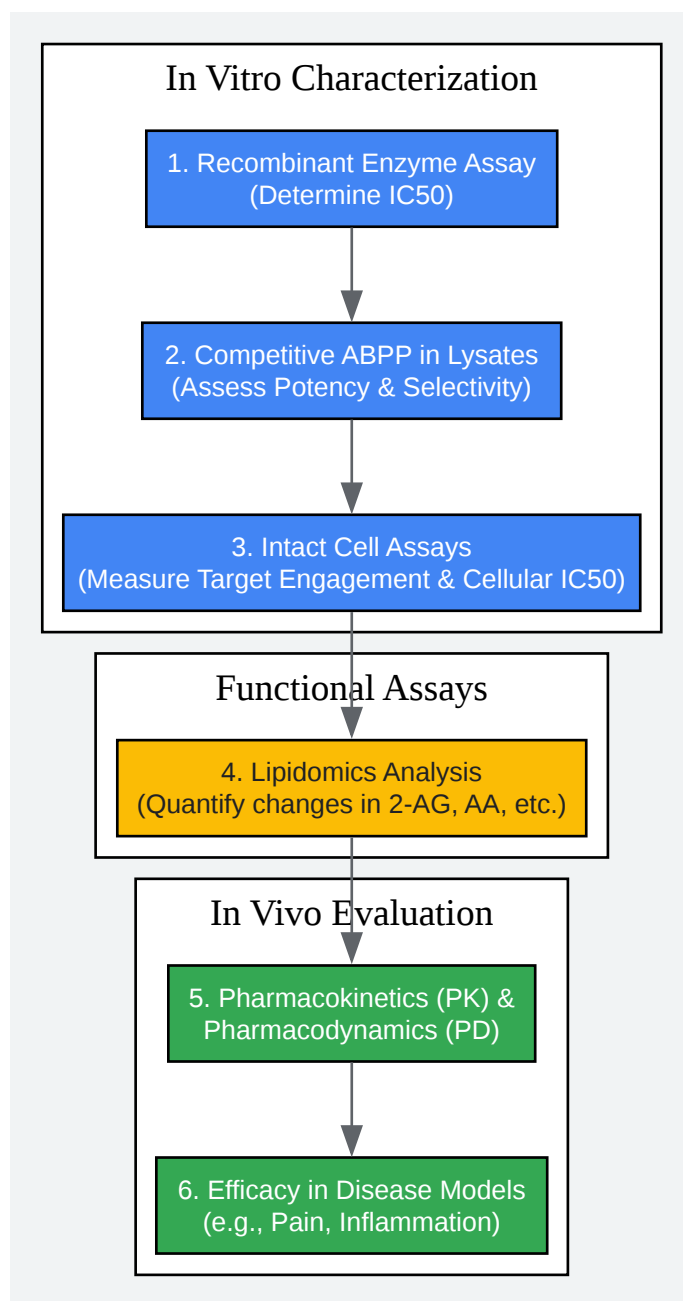 In Vitro Characterization
1. Recombinant Enzyme Assay
(Determine IC50)
2. Competitive ABPP in Lysates
(Assess Potency & Selectivity)
3. Intact Cell Assays
(Measure Target Engagement & Cellular IC50)
Functional Assays
4. Lipidomics Analysis
(Quantify changes in 2-AG, AA, etc.)
In Vivo Evaluation
5. Pharmacokinetics (PK) &
Pharmacodynamics (PD)
6. Efficacy in Disease Models
(e.g., Pain, Inflammation)